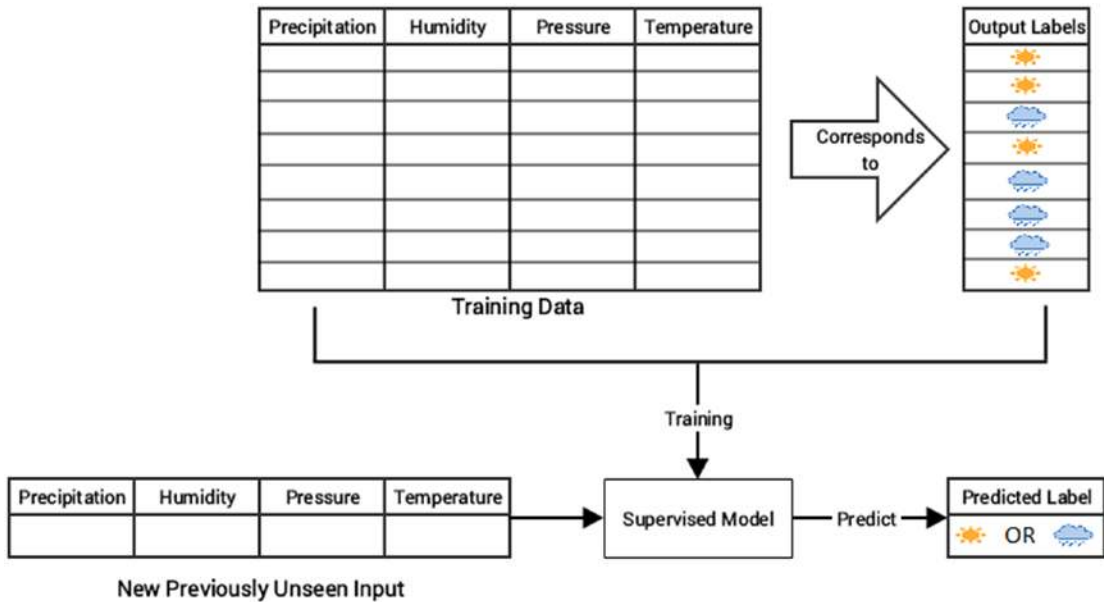 Precipitation Humidity Pressure Temperature
Output Labels
Corresponds
to
Training Data
Training
Precipitation Humidity Pressure Temperature
Supervised Model
Predict
Predicted Label
OR
New Previously Unseen Input